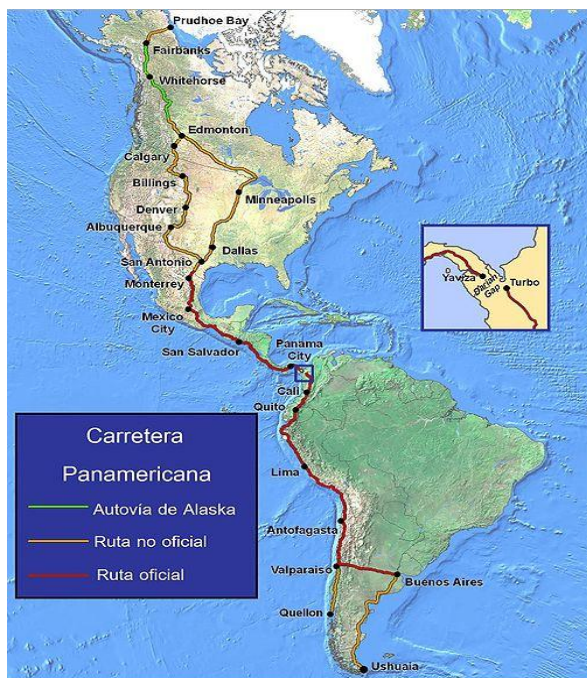 Prudhoe Bay
Fairbanks
Whitehorse
Edmonton
Calgary
Billings
Minneapolis
Denver
Albuquerque
Dallas
San Antonio
Monterrey
Mexico
City
San Salvador
Panama
City
Yaviza
Darian
Gap
Turbo
Cali
Quito
Lima
Antofagasta
Valparaiso
Buenos Aires
Quellon
Ushuaia
Carretera
Panamericana
Autovía de Alaska
Ruta no oficial
Ruta oficial